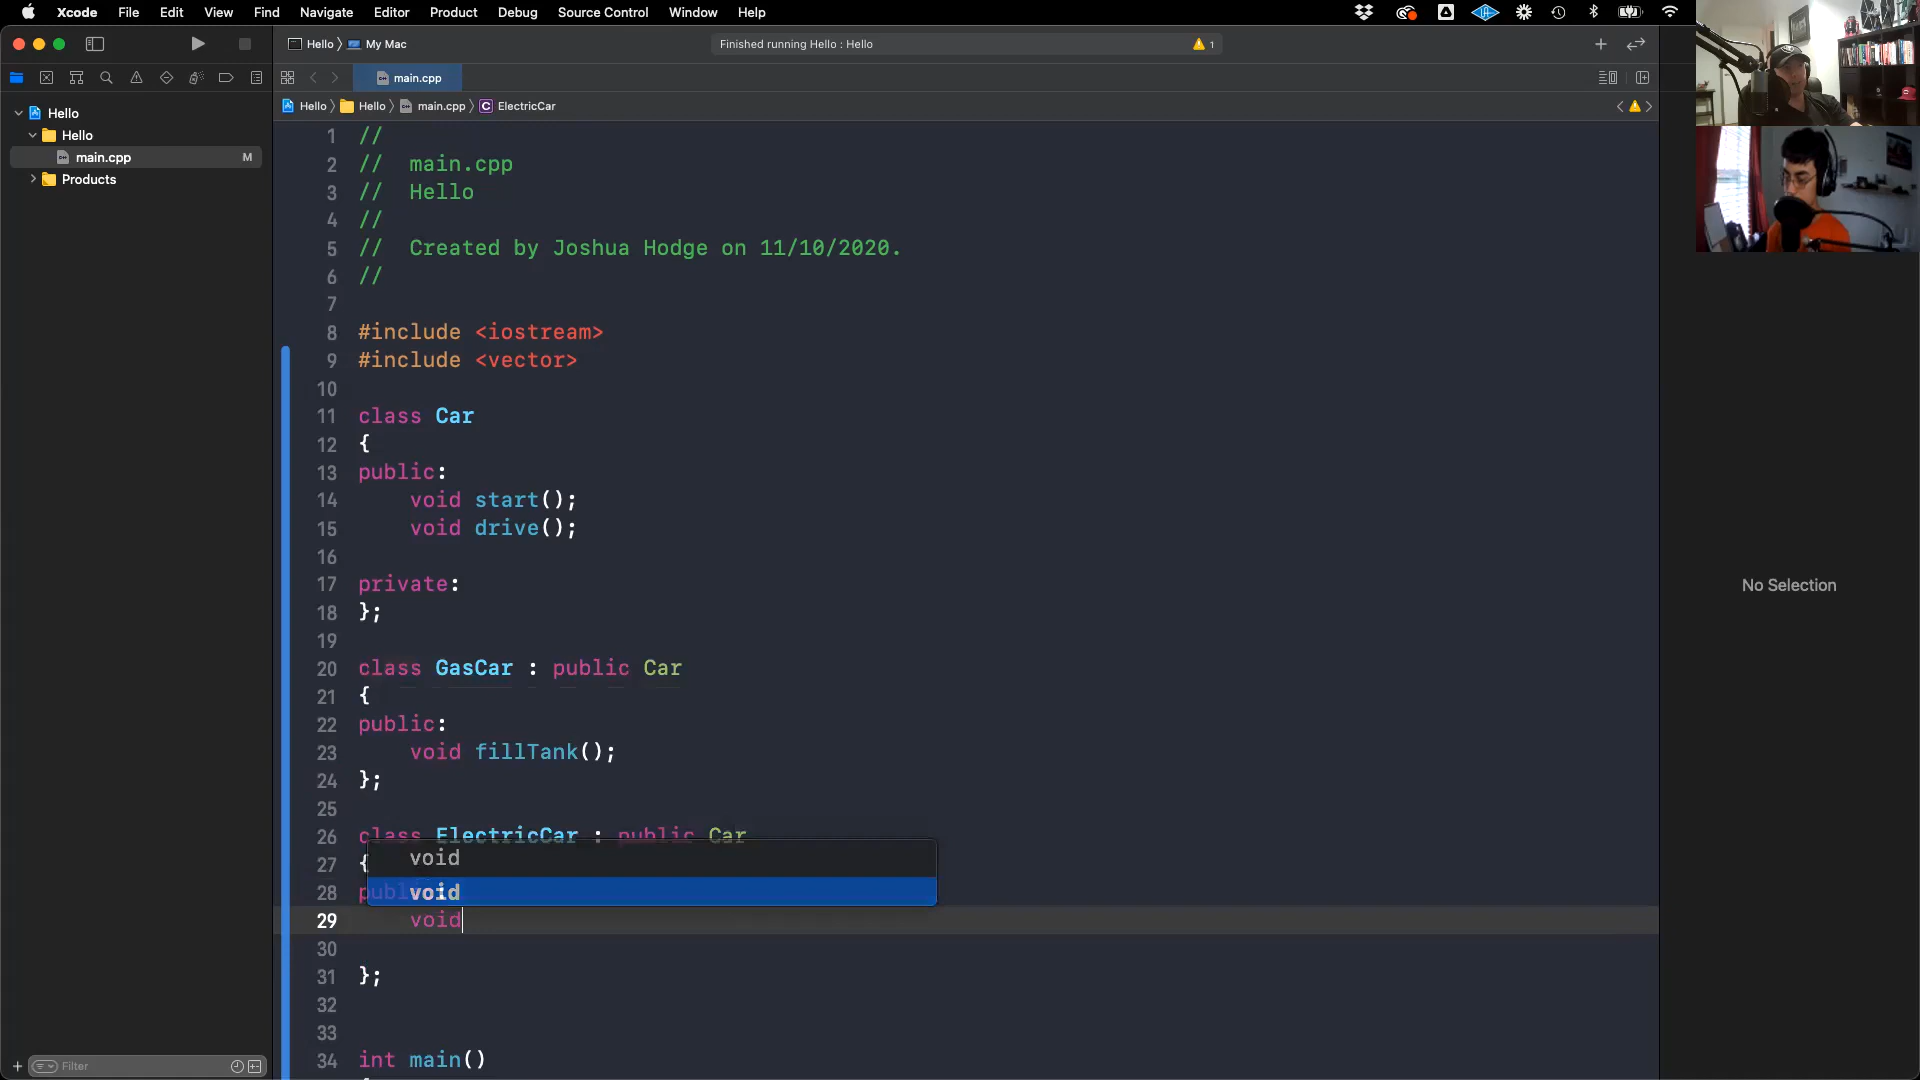 Xcode File Edit View Find Navigate Editor Product Debug Source Control Window Help
Hello My Mac
Finished running Hello : Hello
1
main.cpp
Hello Hello main.cpp C ElectricCar
Hello
Hello
main.cpp M
Products
1 //
2 //  main.cpp
3 //  Hello
4 //
5 //  Created by Joshua Hodge on 11/10/2020.
6 //
7
8 #include <iostream>
9 #include <vector>
10
11 class Car
12 {
13 public:
14     void start();
15     void drive();
16
17 private:
18 };
19
20 class GasCar : public Car
21 {
22 public:
23     void fillTank();
24 };
25
26 class ElectricCar : public Car
27 {
void
28 publ
void
29     void
30
31 };
32
33
34 int main()
No Selection
Filter